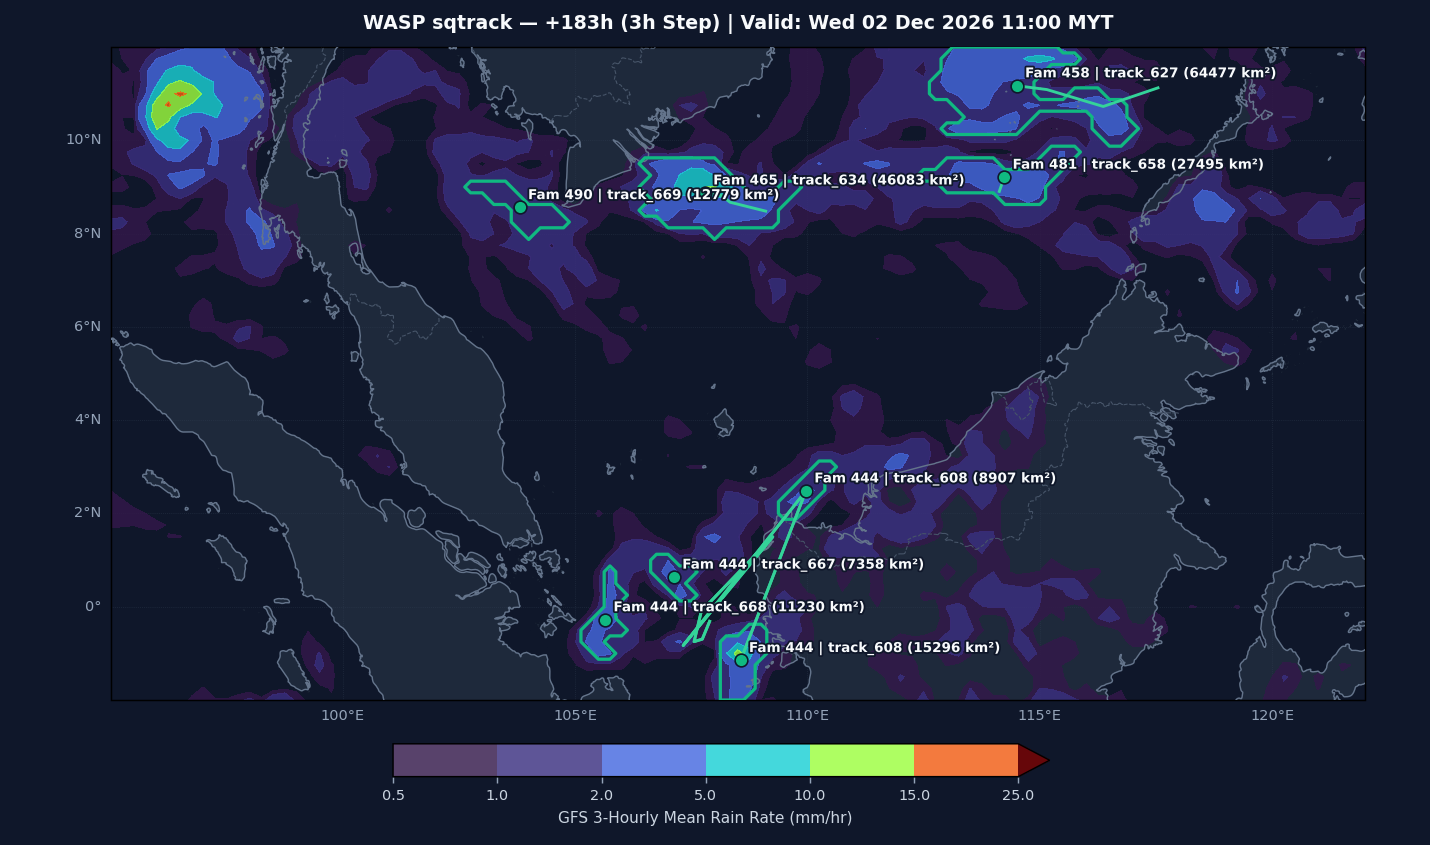 WASP sqtrack — +183h (3h Step) | Valid: Wed 02 Dec 2026 11:00 MYT
Fam 458 | track_627 (64477 km²)
10°N
Fam 481 | track_658 (27495 km²)
Fam 465 | track_634 (46083 km²)
Fam 490 | track_669 (12779 km²)
8°N
6°N
4°N
Fam 444 | track_608 (8907 km²)
2°N
Fam 444 | track_667 (7358 km²)
0°
Fam 444 | track_668 (11230 km²)
Fam 444 | track_608 (15296 km²)
100°E 105°E 110°E 115°E 120°E
0.5 1.0 2.0 5.0 10.0 15.0 25.0
GFS 3-Hourly Mean Rain Rate (mm/hr)